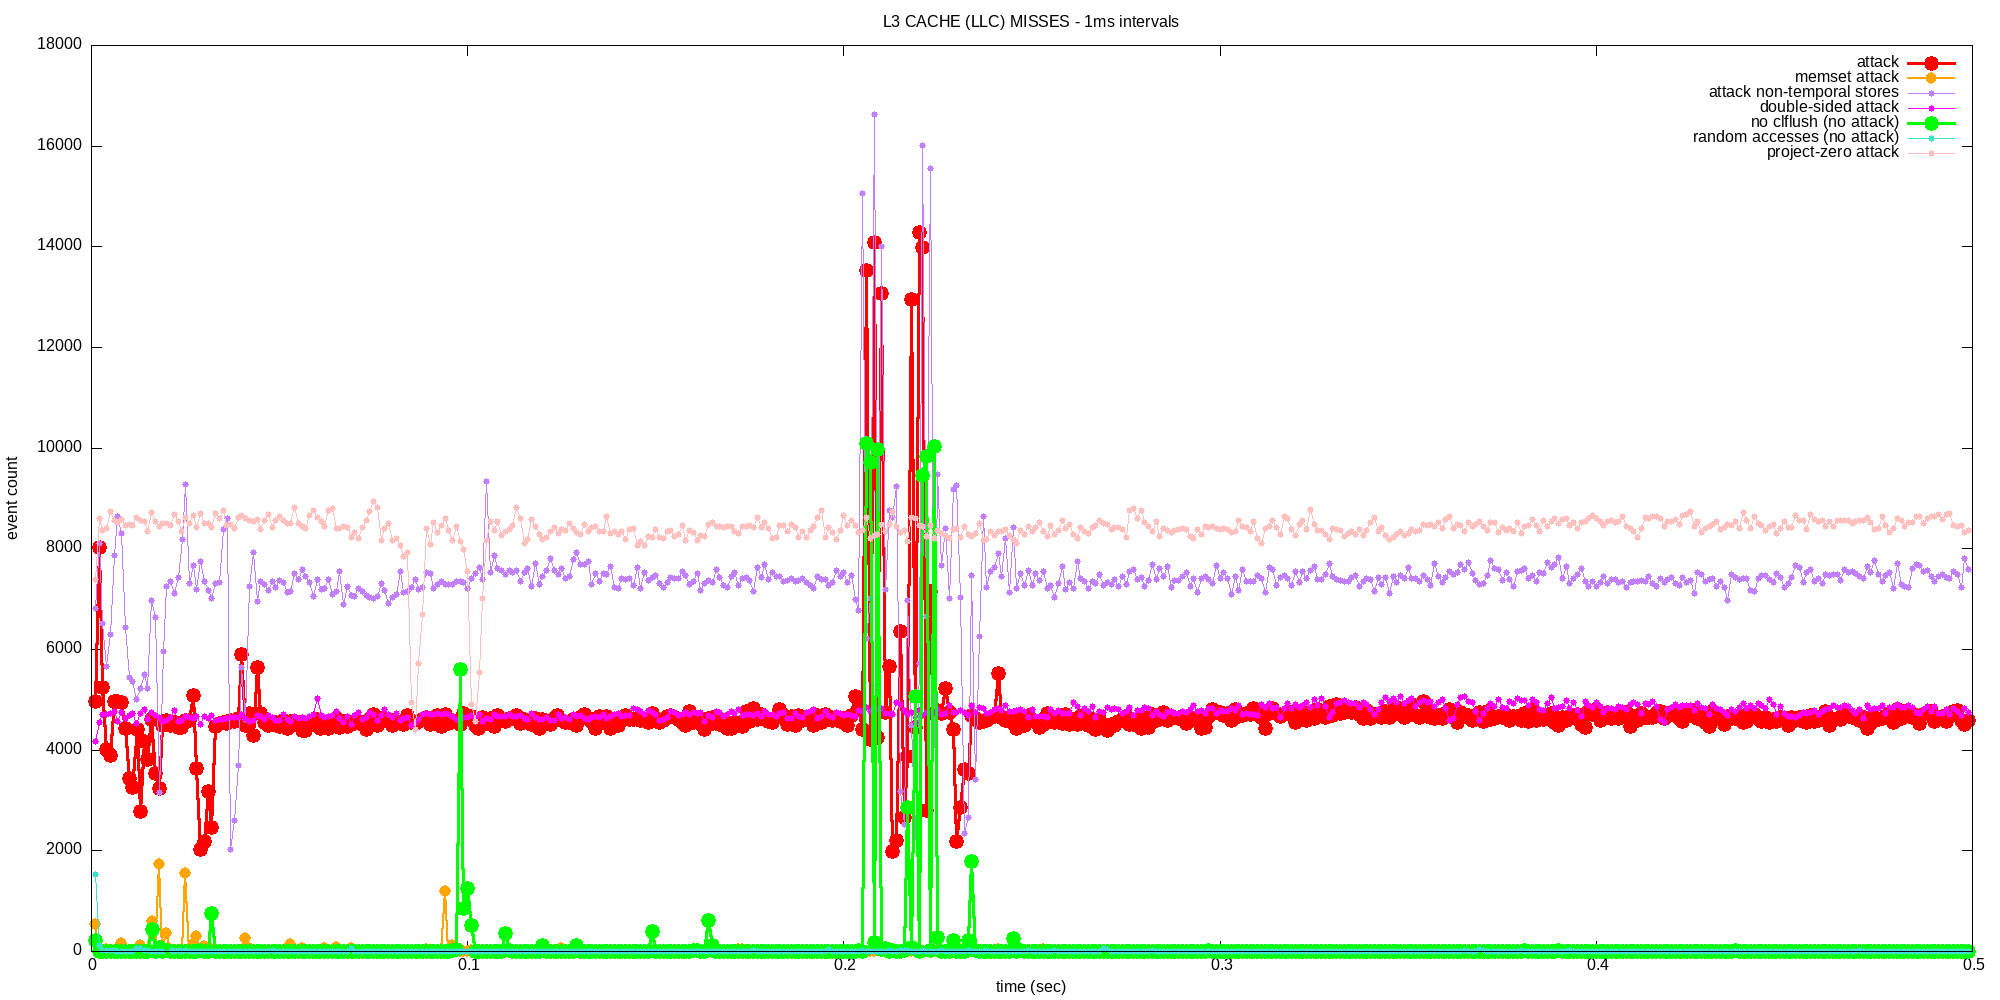 L3 CACHE (LLC) MISSES - 1ms intervals
18000
16000
14000
12000
10000
8000
6000
4000
2000
0
event count
attack
memset attack
attack non-temporal stores
double-sided attack
no clflush (no attack)
random accesses (no attack)
project-zero attack
0
0.1
0.2
0.3
0.4
0.5
time (sec)